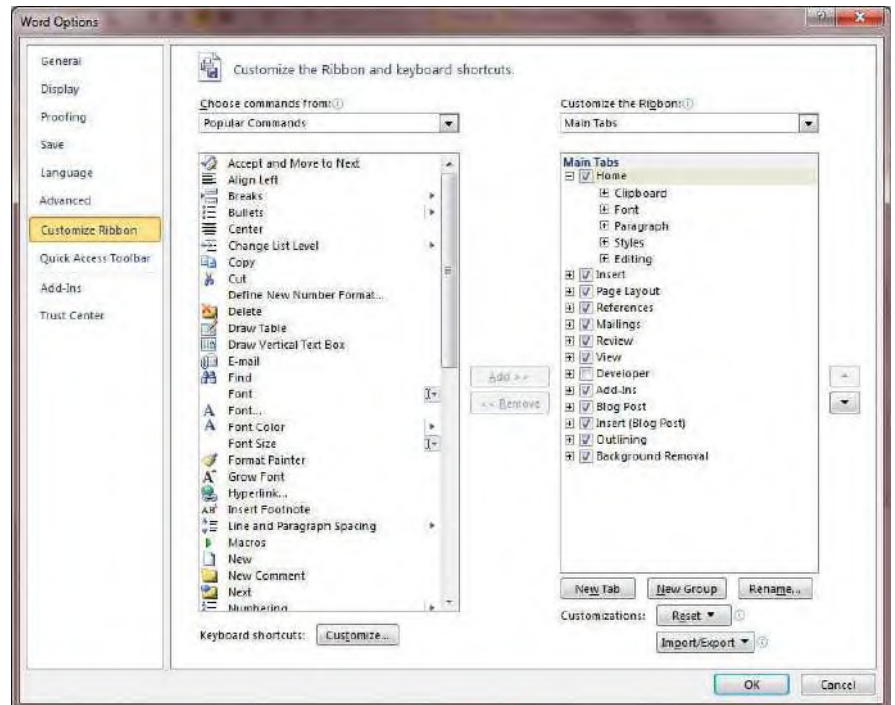 Word Options
General
Display
Proofing
Save
Language
Advanced
Customize Ribbon
Quick Access Toolbar
Add-Ins
Trust Center
Customize the Ribbon and keyboard shortcuts.
Choose commands from:
Popular Commands
Accept and Move to Next
Align Left
Breaks
Bullets
Center
Change List Level
Copy
Cut
Define New Number Format...
Delete
Draw Table
Draw Vertical Text Box
E-mail
Find
Font
Font...
Font Color
Font Size
Format Painter
Grow Font
Hyperlink...
Insert Footnote
Line and Paragraph Spacing
Macros
New
New Comment
Next
Numbering
Keyboard shortcuts: Customize...
Add >>
<< Remove
Customize the Ribbon:
Main Tabs
Main Tabs
Home
Clipboard
Font
Paragraph
Styles
Editing
Insert
Page Layout
References
Mailings
Review
View
Developer
Add-Ins
Blog Post
Insert (Blog Post)
Outlining
Background Removal
New Tab New Group Rename...
Customizations: Reset
Import/Export
OK Cancel